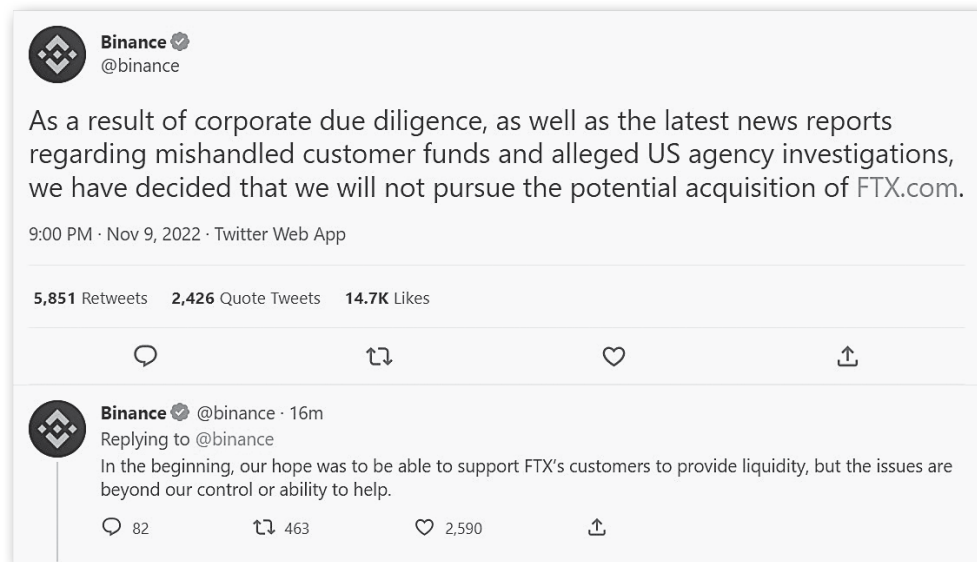 Binance
@binance
As a result of corporate due diligence, as well as the latest news reports
regarding mishandled customer funds and alleged US agency investigations,
we have decided that we will not pursue the potential acquisition of FTX.com.
9:00 PM · Nov 9, 2022 · Twitter Web App
5,851 Retweets 2,426 Quote Tweets 14.7K Likes
Binance @binance · 16m
Replying to @binance
In the beginning, our hope was to be able to support FTX's customers to provide liquidity, but the issues are
beyond our control or ability to help.
82 463 2,590